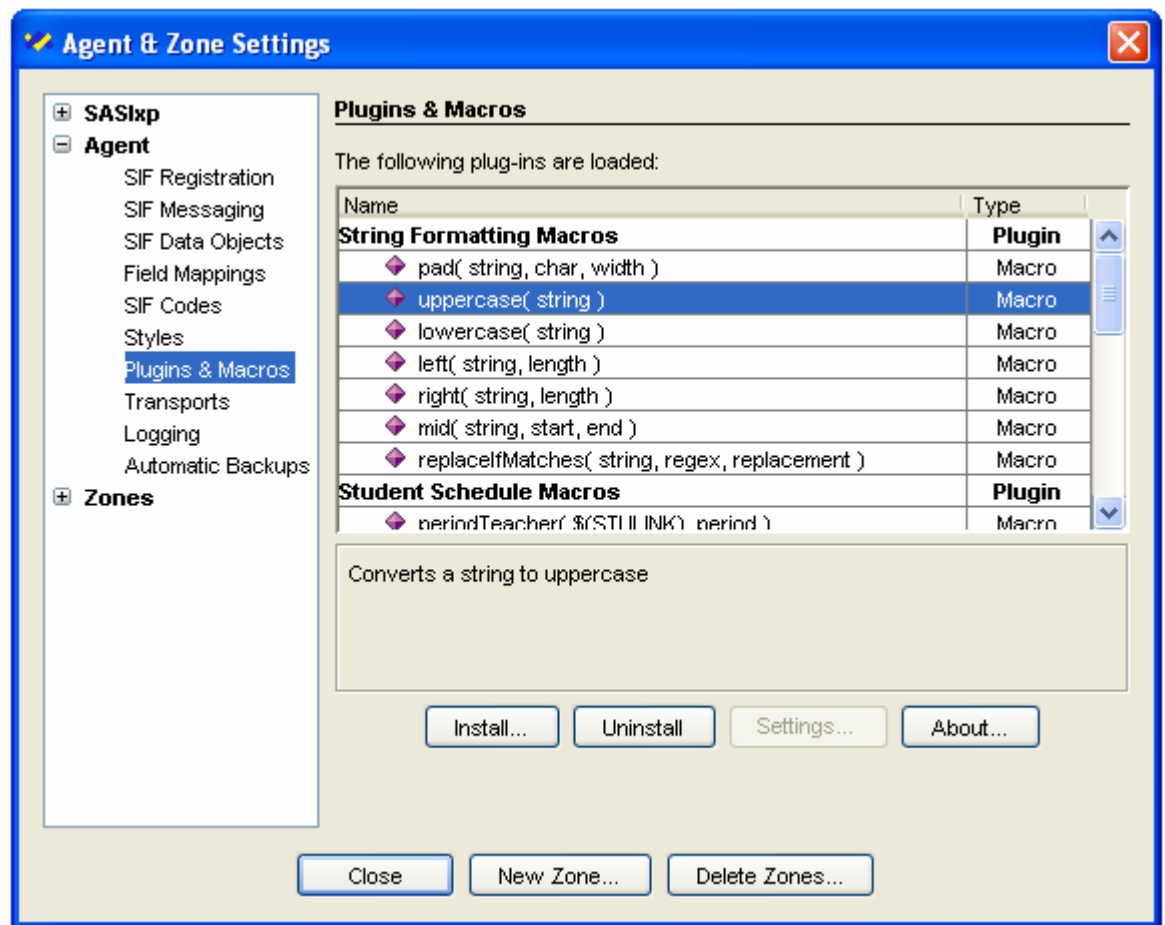 Agent & Zone Settings
SASIxp
Agent
SIF Registration
SIF Messaging
SIF Data Objects
Field Mappings
SIF Codes
Styles
Plugins & Macros
Transports
Logging
Automatic Backups
Zones
Plugins & Macros
The following plug-ins are loaded:
Name Type
String Formatting Macros Plugin
pad( string, char, width ) Macro
uppercase( string ) Macro
lowercase( string ) Macro
left( string, length ) Macro
right( string, length ) Macro
mid( string, start, end ) Macro
replaceIfMatches( string, regex, replacement ) Macro
Student Schedule Macros Plugin
periodTeacher( $(STULINK), period ) Macro
Converts a string to uppercase
Install... Uninstall Settings... About...
Close New Zone... Delete Zones...